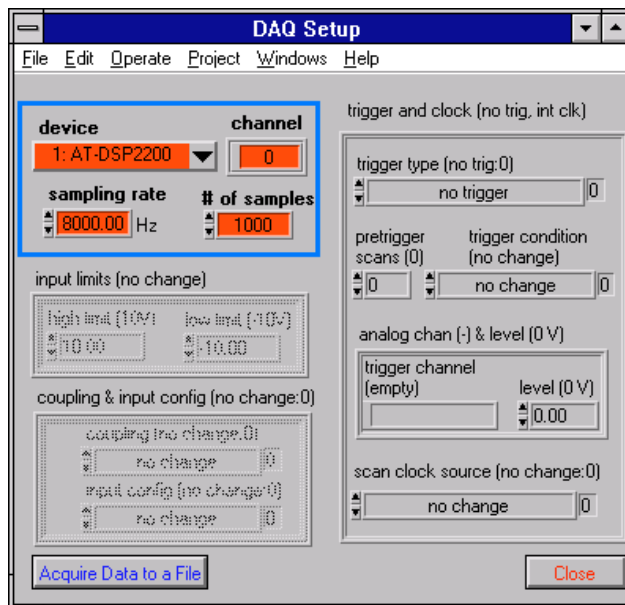 DAQ Setup
File Edit Operate Project Windows Help
device
channel
1: AT-DSP2200
0
sampling rate
# of samples
8000.00 Hz
1000
input limits (no change)
high limit (10V)
low limit (-10V)
10.00
-10.00
coupling & input config (no change:0)
coupling (no change:0)
no change 0
input config (no change:0)
no change 0
Acquire Data to a File
trigger and clock (no trig, int clk)
trigger type (no trig:0)
no trigger 0
pretrigger
scans (0)
0
trigger condition
(no change)
no change 0
analog chan (-) & level (0 V)
trigger channel
(empty)
level (0 V)
0.00
scan clock source (no change:0)
no change 0
Close